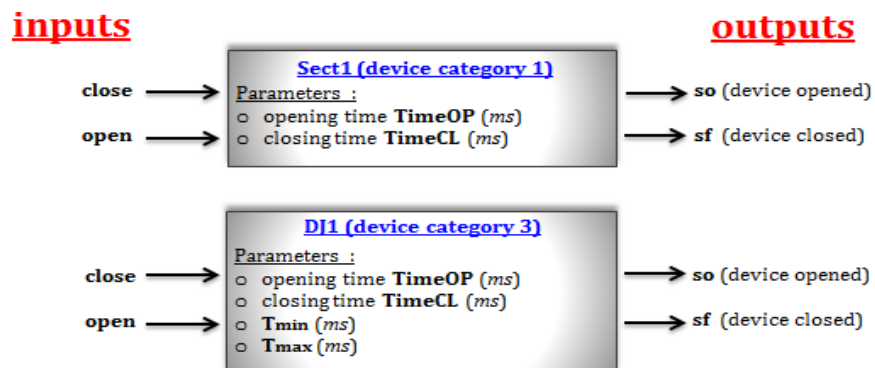 inputs
outputs
Sect1 (device category 1)
close
Parameters :
so (device opened)
o opening time TimeOP (ms)
open
o closing time TimeCL (ms)
sf (device closed)
DJ1 (device category 3)
Parameters :
close
o opening time TimeOP (ms)
so (device opened)
o closing time TimeCL (ms)
open
o Tmin (ms)
sf (device closed)
o Tmax (ms)